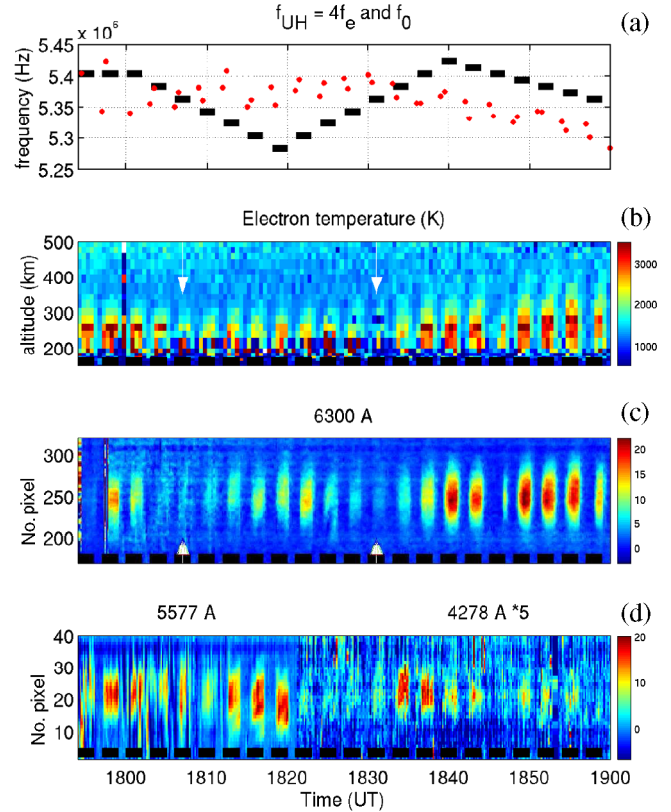 f_UH = 4f_e and f_0
(a)
× 10^6
5.45
5.4
5.35
5.3
5.25
frequency (Hz)
Electron temperature (K)
(b)
500
400
300
200
altitude (km)
3000
2000
1000
6300 A
(c)
300
250
200
No. pixel
20
15
10
5
0
5577 A
4278 A *5
(d)
40
30
20
10
No. pixel
20
10
0
1800
1810
1820
1830
1840
1850
1900
Time (UT)